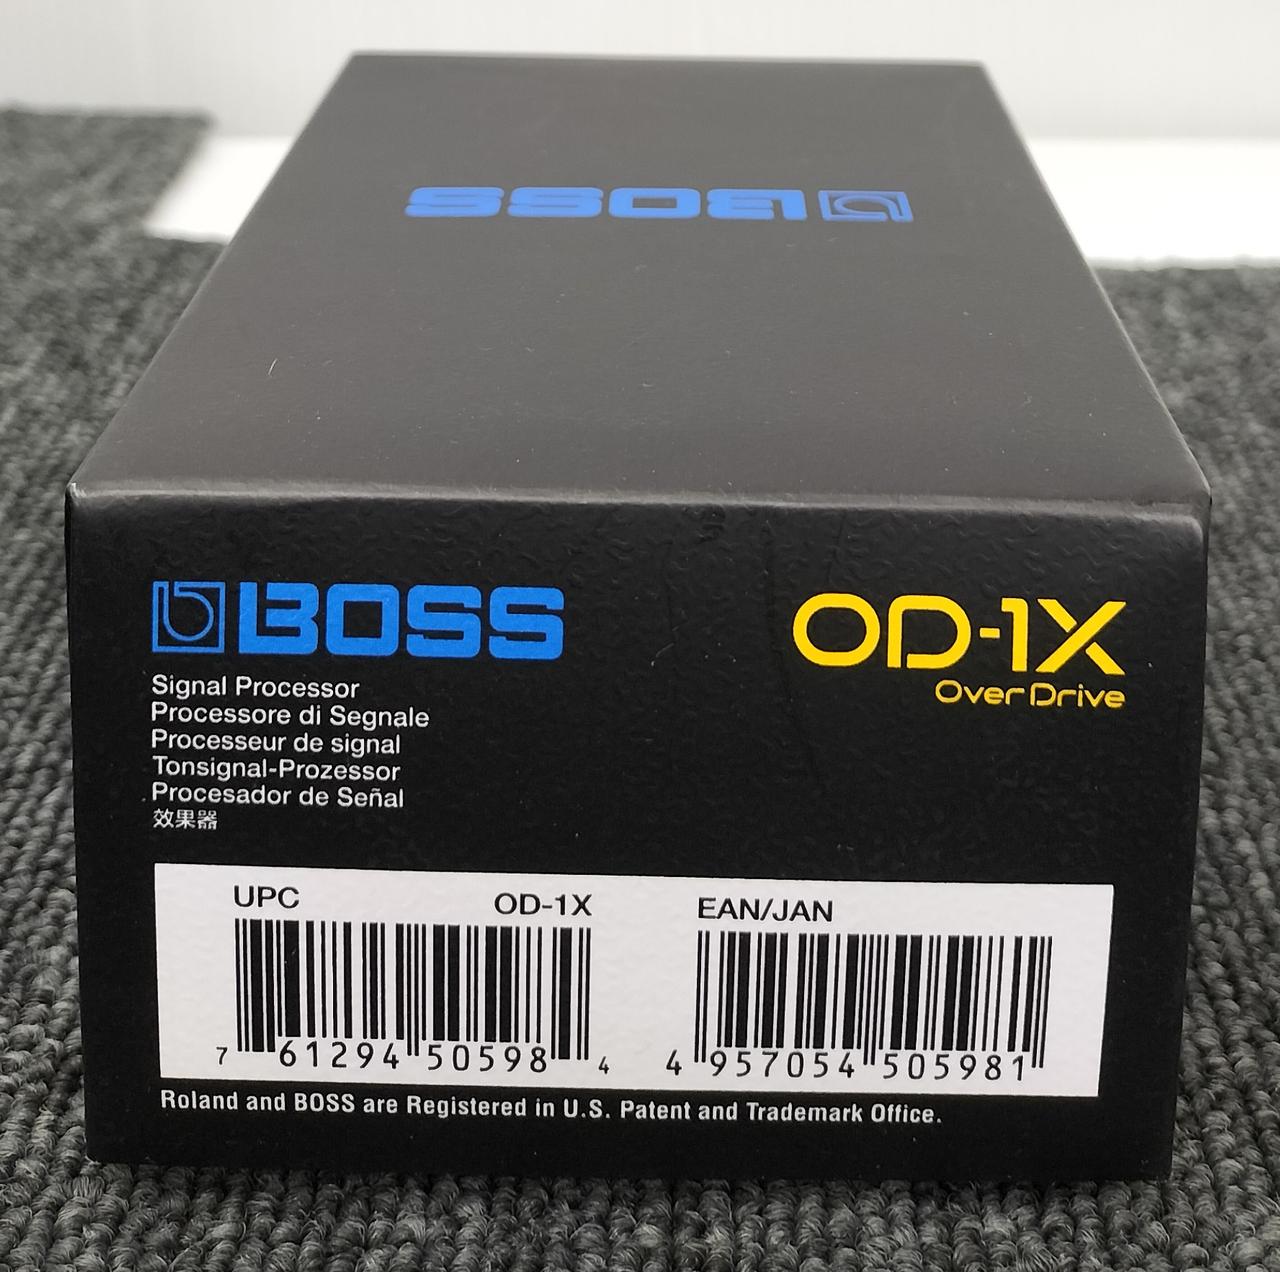 BOSS
BOSS
OD-1X
Over Drive
Signal Processor
Processore di Segnale
Processeur de signal
Tonsignal-Prozessor
Procesador de Señal
效果器
UPC OD-1X
EAN/JAN
7 61294 50598 4
4 957054 505981
Roland and BOSS are Registered in U.S. Patent and Trademark Office.